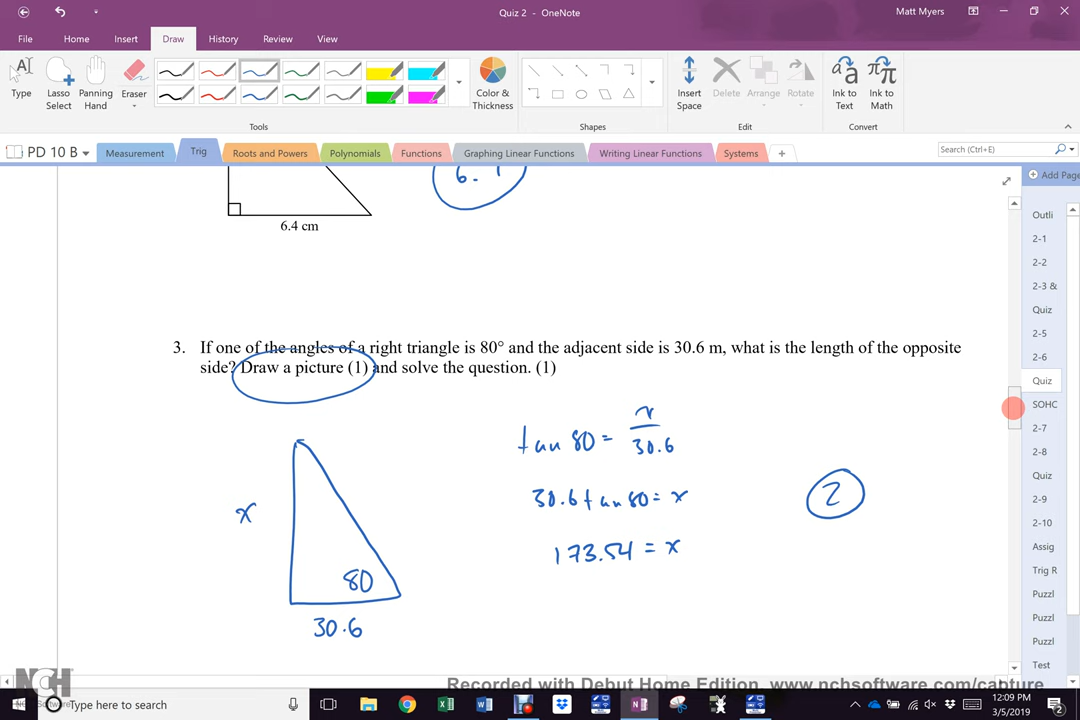 Quiz 2 - OneNote
Matt Myers
File Home Insert Draw History Review View
Type
Lasso Select
Panning Hand
Eraser
Color & Thickness
Insert Space
Delete
Arrange
Rotate
Ink to Text
Ink to Math
Tools
Shapes
Edit
Convert
PD 10 B
Measurement
Trig
Roots and Powers
Polynomials
Functions
Graphing Linear Functions
Writing Linear Functions
Systems
+
Search (Ctrl+E)
Add Page
6.4 cm
3. If one of the angles of a right triangle is 80° and the adjacent side is 30.6 m, what is the length of the opposite
side? Draw a picture (1) and solve the question. (1)
x
80
30.6
tan 80 = x/30.6
30.6 tan 80 = x
173.54 = x
2
Outli
2-1
2-2
2-3 &
Quiz
2-5
2-6
Quiz
SOHC
2-7
2-8
Quiz
2-9
2-10
Assig
Trig R
Puzzl
Puzzl
Puzzl
Test
NCH
Recorded with Debut Home Edition www.nchsoftware.com/capture
Type here to search
12:09 PM
3/5/2019
2